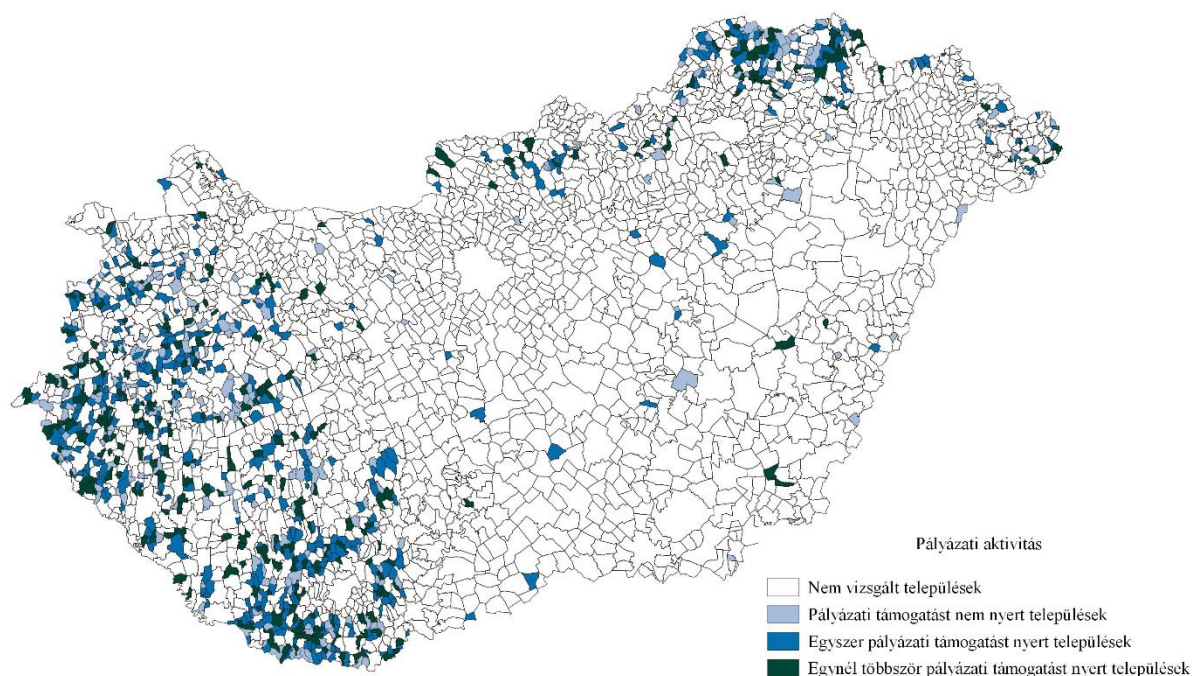 Pályázati aktivitás
Nem vizsgált települések
Pályázati támogatást nem nyert települések
Egyszer pályázati támogatást nyert települések
Egynél többször pályázati támogatást nyert települések